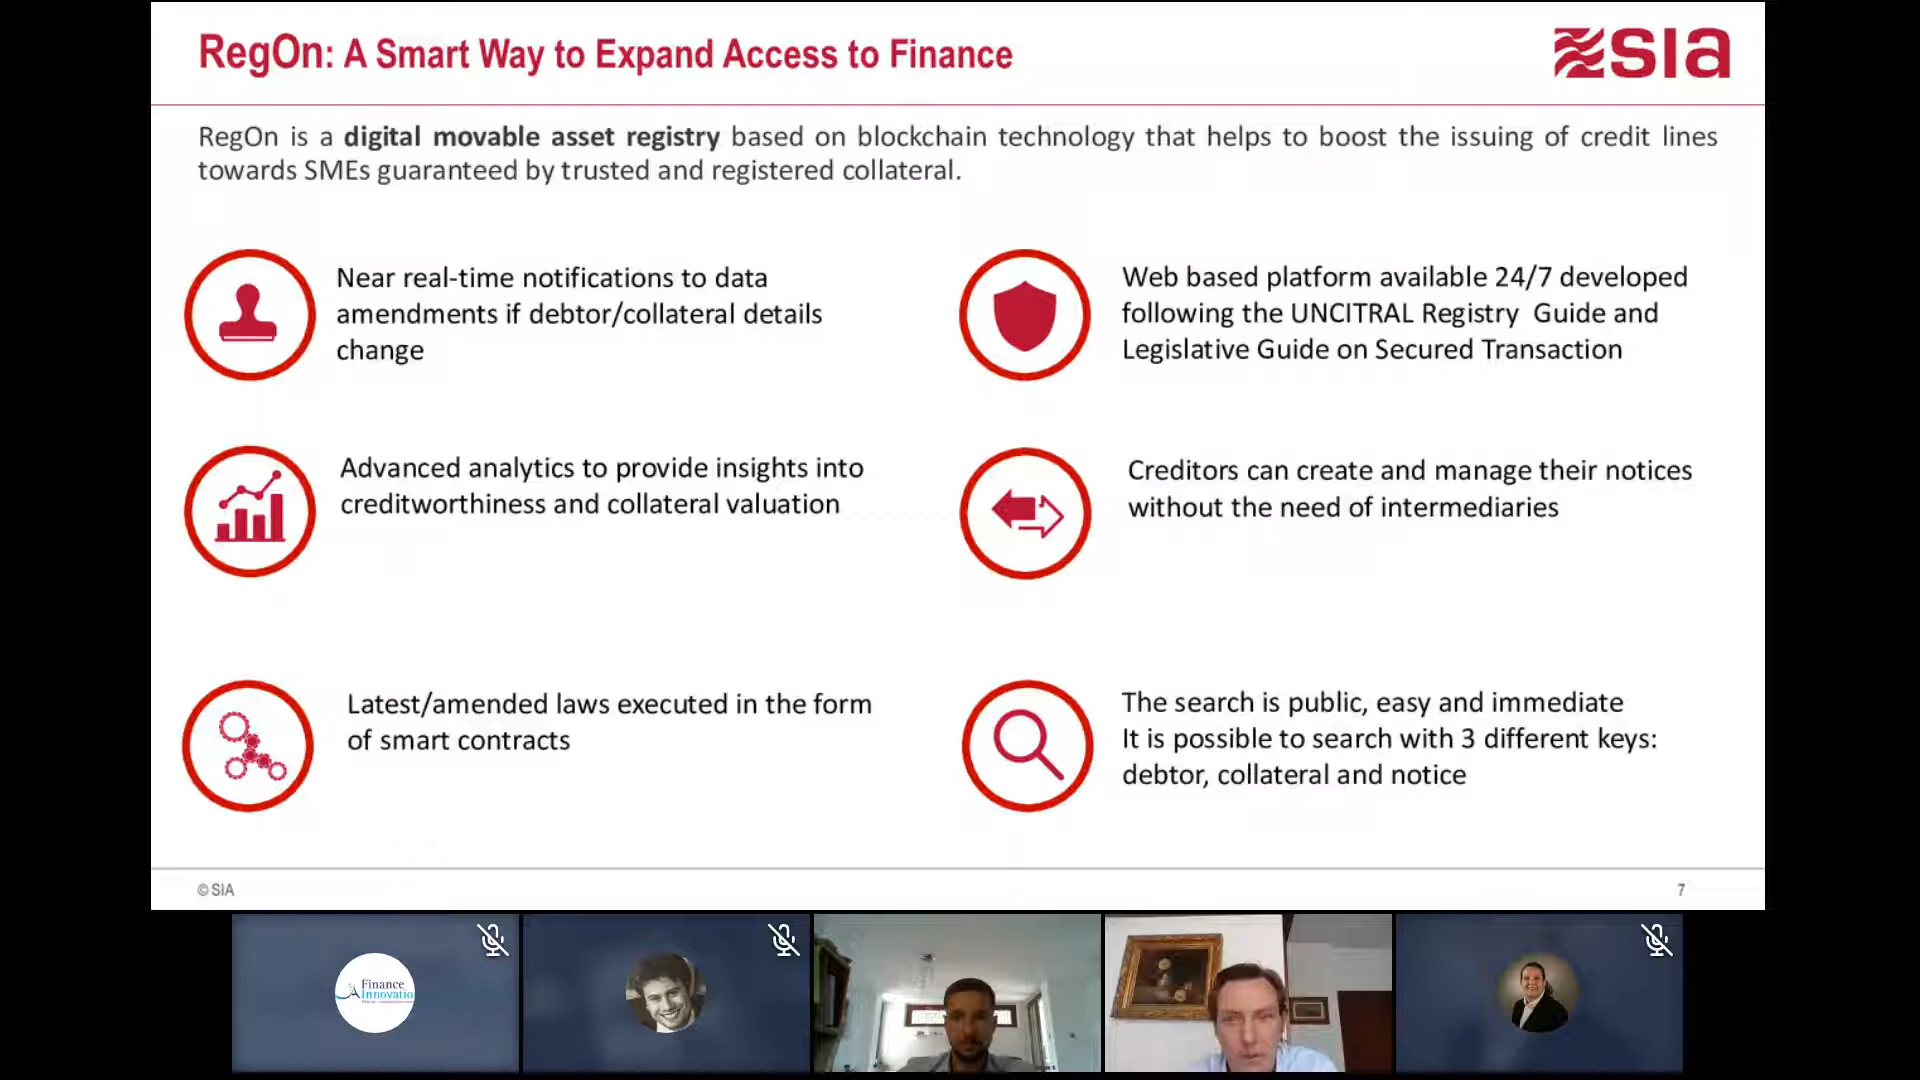 RegOn: A Smart Way to Expand Access to Finance
SIA
RegOn is a digital movable asset registry based on blockchain technology that helps to boost the issuing of credit lines
towards SMEs guaranteed by trusted and registered collateral.
Near real-time notifications to data
amendments if debtor/collateral details
change
Web based platform available 24/7 developed
following the UNCITRAL Registry Guide and
Legislative Guide on Secured Transaction
Advanced analytics to provide insights into
creditworthiness and collateral valuation
Creditors can create and manage their notices
without the need of intermediaries
Latest/amended laws executed in the form
of smart contracts
The search is public, easy and immediate
It is possible to search with 3 different keys:
debtor, collateral and notice
© SIA
7
Finance
Innovatio